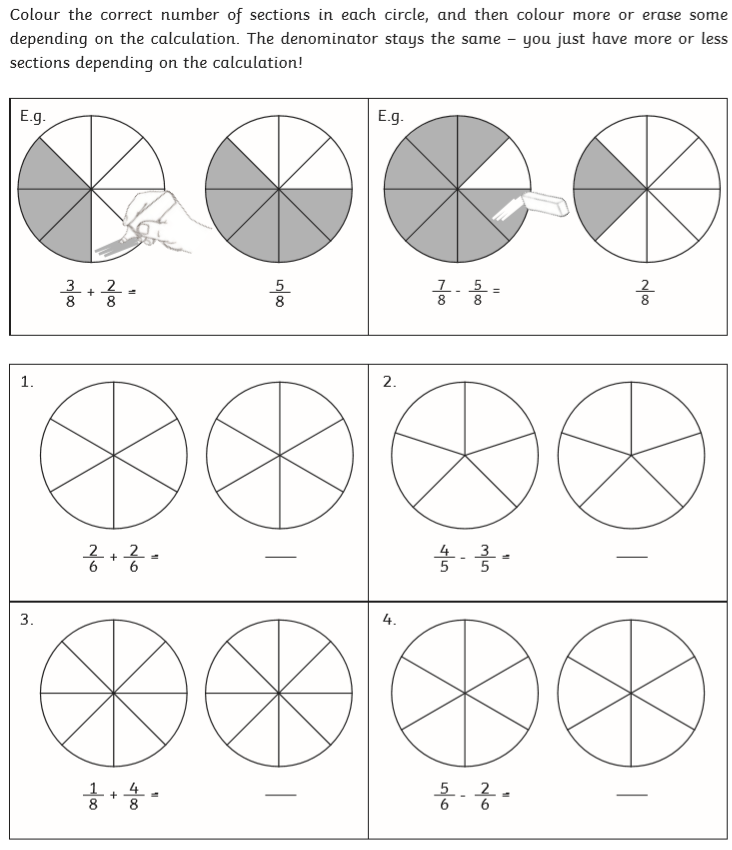 Colour the correct number of sections in each circle, and then colour more or erase some
depending on the calculation. The denominator stays the same – you just have more or less
sections depending on the calculation!
E.g.
3/8 + 2/8 =
5/8
E.g.
7/8 - 5/8 =
2/8
1.
2/6 + 2/6 =
2.
4/5 - 3/5 =
3.
1/8 + 4/8 =
4.
5/6 - 2/6 =